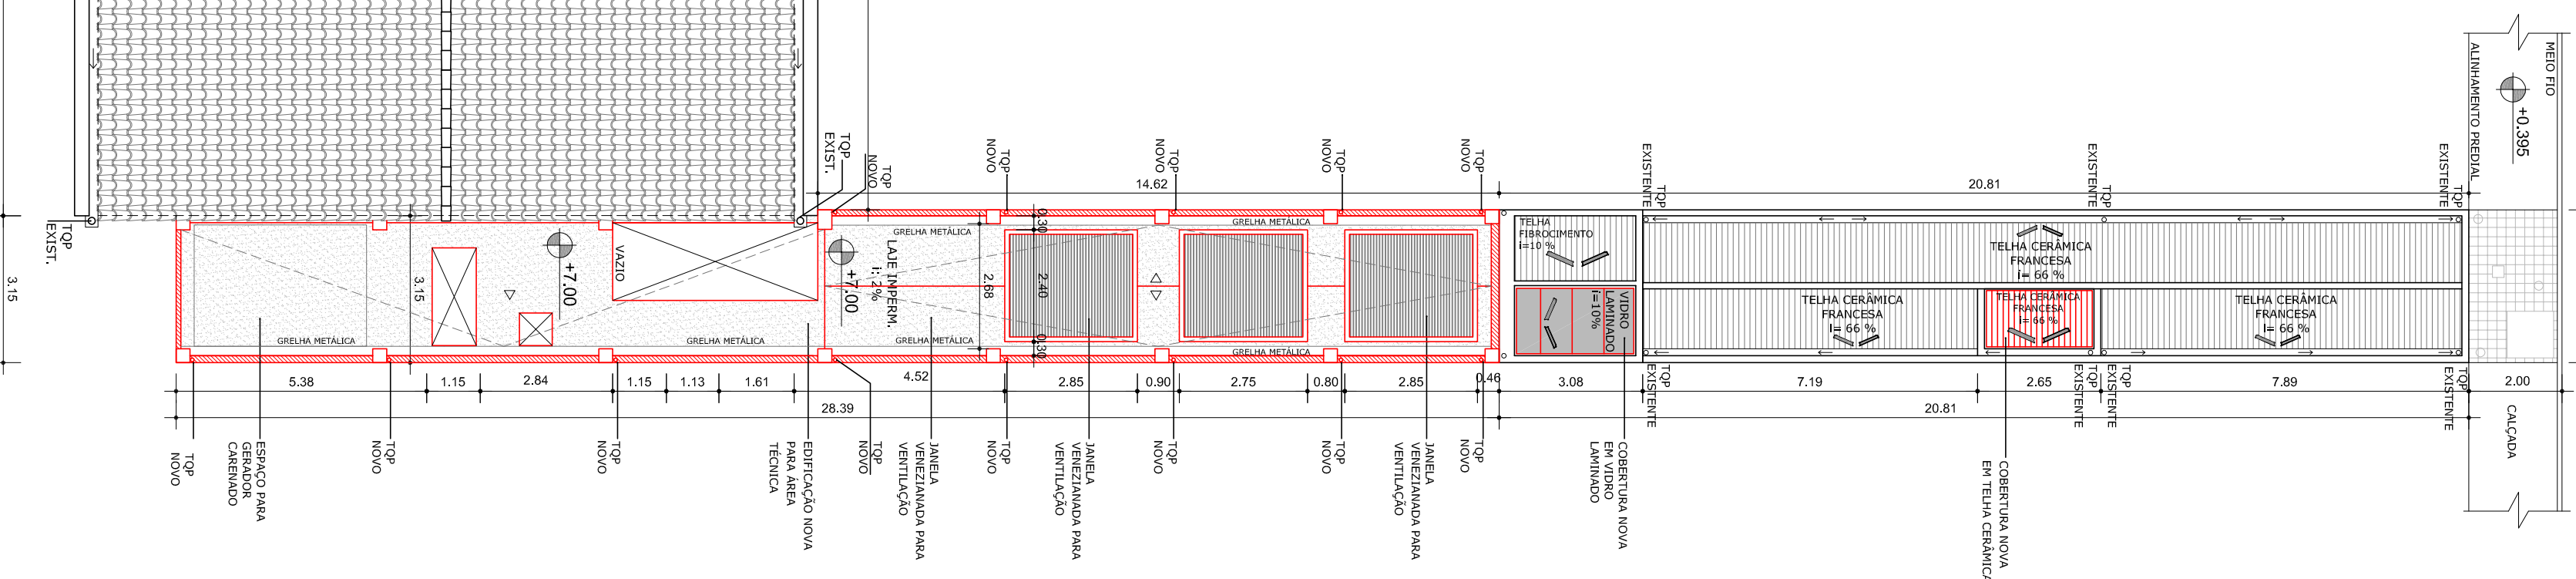 MEIO FIO
ALINHAMENTO PREDIAL
+0.395
TQP
EXIST.
TQP
NOVO
TQP
NOVO
TQP
NOVO
TQP
NOVO
TQP
NOVO
TQP
EXISTENTE
TQP
EXISTENTE
TQP
EXISTENTE
14.62
20.81
TQP
EXIST.
3.15
GRELHA METÁLICA
3.15
+7.00
VAZIO
GRELHA METÁLICA
+7.00
LAJE IMPERM.
i: 2%
GRELHA METÁLICA
GRELHA METÁLICA
2.68
0.30
2.40
0.30
GRELHA METÁLICA
GRELHA METÁLICA
TELHA
FIBROCIMENTO
i=10 %
VIDRO
LAMINADO
i=10%
TELHA CERÂMICA
FRANCESA
i= 66 %
TELHA CERÂMICA
FRANCESA
i= 66 %
TELHA CERÂMICA
FRANCESA
i= 66 %
TELHA CERÂMICA
FRANCESA
i= 66 %
5.38
1.15
2.84
1.15
1.13
1.61
4.52
2.85
0.90
2.75
0.80
2.85
0.46
3.08
7.19
2.65
7.89
2.00
28.39
20.81
TQP
EXISTENTE
TQP
EXISTENTE
TQP
EXISTENTE
TQP
EXISTENTE
CALÇADA
TQP
NOVO
ESPAÇO PARA
GERADOR
CARENADO
TQP
NOVO
TQP
NOVO
EDIFICAÇÃO NOVA
PARA ÁREA
TÉCNICA
TQP
NOVO
JANELA
VENEZIANADA PARA
VENTILAÇÃO
TQP
NOVO
JANELA
VENEZIANADA PARA
VENTILAÇÃO
TQP
NOVO
TQP
NOVO
JANELA
VENEZIANADA PARA
VENTILAÇÃO
TQP
NOVO
COBERTURA NOVA
EM VIDRO
LAMINADO
COBERTURA NOVA
EM TELHA CERÂMICA